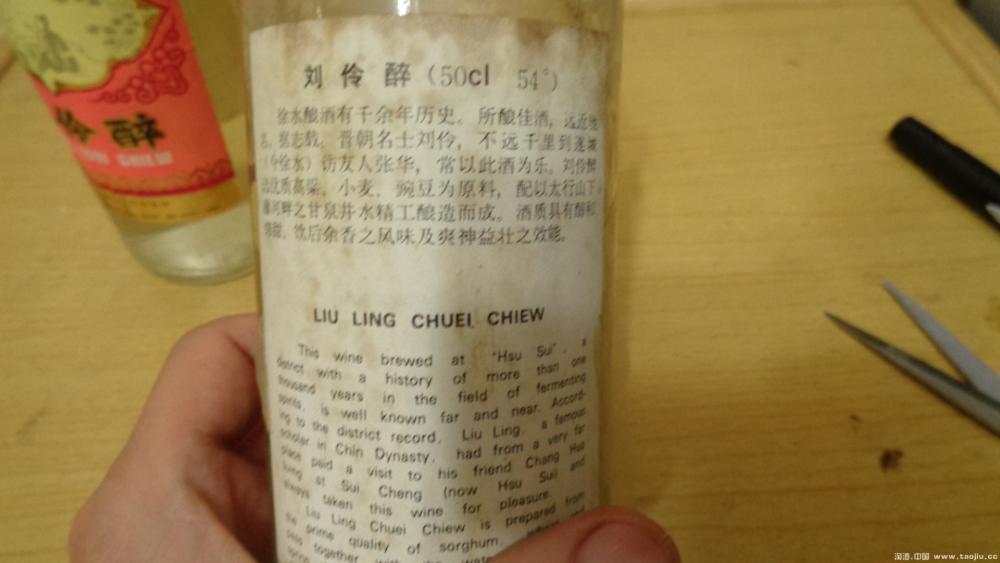 醉
CHIEW
刘伶醉(50cl 54°)
徐水酿酒有千余年历史。所酿佳酒,远近
据志载:晋朝名士刘伶,不远千里到遂
(今徐水)访友人张华,常以此酒为乐。刘伶醉
优质高粱、小麦、豌豆为原料,配以太行山下
河畔之甘泉井水精工酿造而成。酒质具有醇和
甜、饮后余香之风味及爽神益壮之效能。
LIU LING CHUEI CHIEW
This wine brewed at "Hsu Sui", a
district with a history of more than one
thousand years in the field of fermenting
spirits, is well known far and near. Accord-
ing to the district record, Liu Ling, a famous
scholar in Chin Dynasty, had from a very far
place paid a visit to his friend Chang Hua
living at Sui Cheng (now Hsu Sui) and
always taken this wine for pleasure.
Liu Ling Chuei Chiew is prepared from
the prime quality of sorghum,
together with
淘酒.中国 www.taojiu.cc